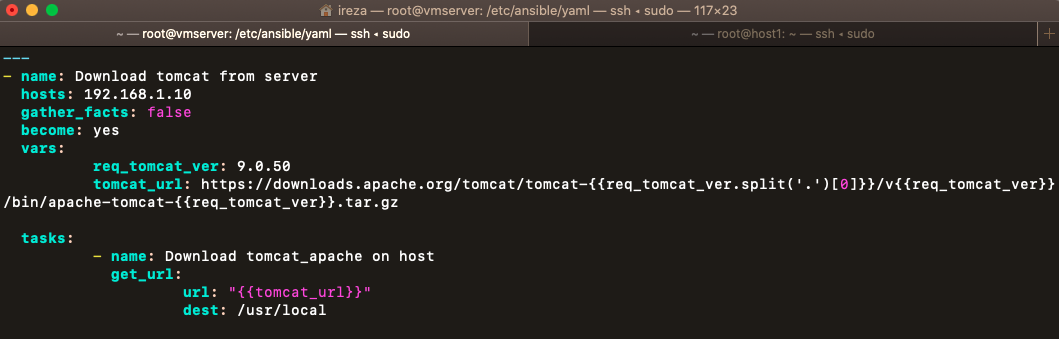 ireza — root@vmserver: /etc/ansible/yaml — ssh ◂ sudo — 117×23
~ — root@vmserver: /etc/ansible/yaml — ssh ◂ sudo
~ — root@host1: ~ — ssh ◂ sudo
+
---
- name: Download tomcat from server
  hosts: 192.168.1.10
  gather_facts: false
  become: yes
  vars:
          req_tomcat_ver: 9.0.50
          tomcat_url: https://downloads.apache.org/tomcat/tomcat-{{req_tomcat_ver.split('.')[0]}}/v{{req_tomcat_ver}}
/bin/apache-tomcat-{{req_tomcat_ver}}.tar.gz
  tasks:
          - name: Download tomcat_apache on host
            get_url:
                    url: "{{tomcat_url}}"
                    dest: /usr/local